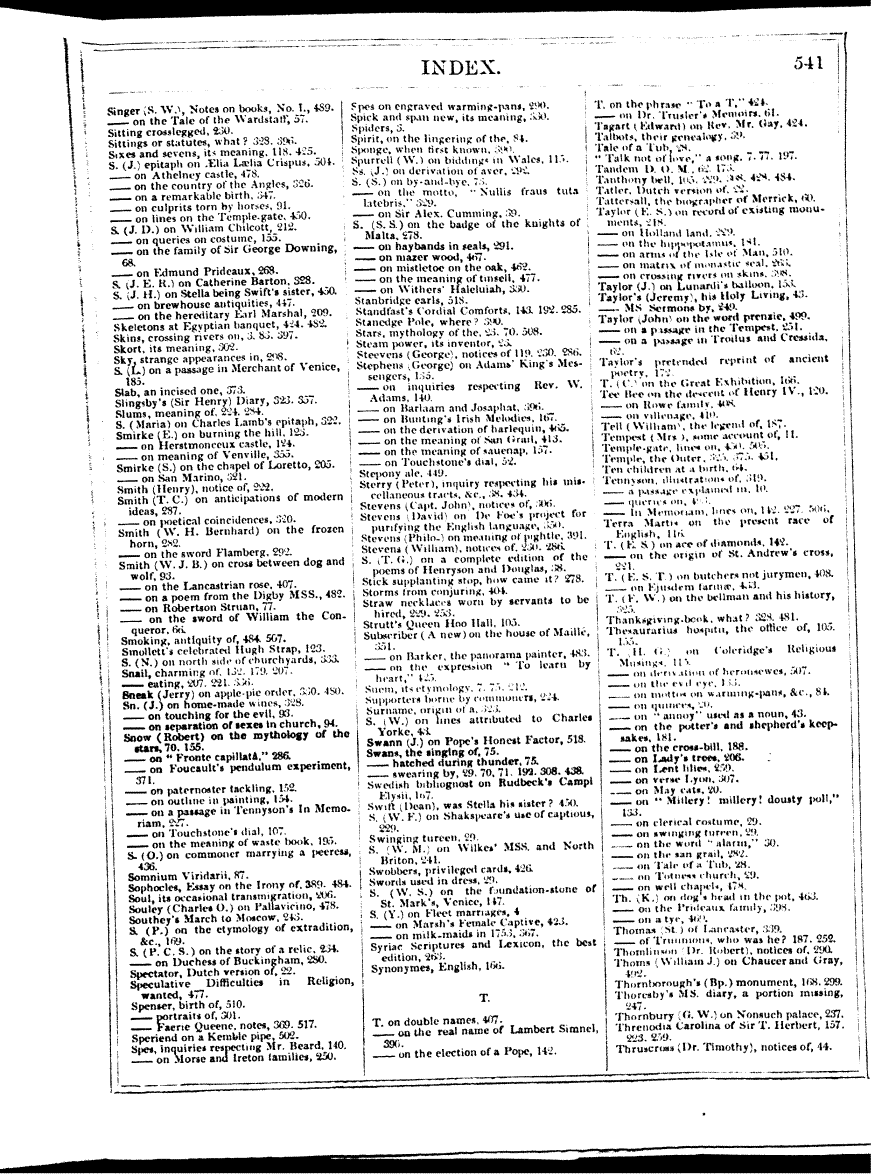 INDEX.
541
Singer (S. W.), Notes on books, No. I., 489.
—— on the Tale of the Wardstaff, 57.
Sitting crosslegged, 230.
Sittings or statutes, what? 328. 396.
Sixes and sevens, its meaning, 118. 425.
S. (J.) epitaph on Ælia Lælia Crispus, 504.
—— on Athelney castle, 478.
—— on the country of the Angles, 326.
—— on a remarkable birth, 347.
—— on culprits torn by horses, 91.
—— on lines on the Temple-gate, 450.
S. (J. D.) on William Chilcott, 212.
—— on queries on costume, 155.
—— on the family of Sir George Downing,
68.
—— on Edmund Prideaux, 268.
S. (J. E. R.) on Catherine Barton, 328.
S. (J. H.) on Stella being Swift's sister, 450.
—— on brewhouse antiquities, 447.
—— on the hereditary Earl Marshal, 209.
Skeletons at Egyptian banquet, 424. 482.
Skins, crossing rivers on, 3. 83. 397.
Skort, its meaning, 302.
Sky, strange appearances in, 298.
S. (L.) on a passage in Merchant of Venice,
185.
Slab, an incised one, 373.
Slingsby's (Sir Henry) Diary, 323. 357.
Slums, meaning of, 224. 284.
S. (Maria) on Charles Lamb's epitaph, 322.
Smirke (E.) on burning the hill, 123.
—— on Herstmonceux castle, 124.
—— on meaning of Venville, 355.
Smirke (S.) on the chapel of Loretto, 205.
—— on San Marino, 321.
Smith (Henry), notice of, 222.
Smith (T. C.) on anticipations of modern
ideas, 287.
—— on poetical coincidences, 320.
Smith (W. H. Bernhard) on the frozen
horn, 282.
—— on the sword Flamberg, 292.
Smith (W. J. B.) on cross between dog and
wolf, 93.
—— on the Lancastrian rose, 407.
—— on a poem from the Digby MSS., 482.
—— on Robertson Struan, 77.
—— on the sword of William the Con-
queror, 66.
Smoking, antiquity of, 484. 507.
Smollett's celebrated Hugh Strap, 123.
S. (N.) on north side of churchyards, 333.
Snail, charming of, 132. 179. 207.
—— eating, 207. 221. 336.
Sneak (Jerry) on apple-pie order, 330. 480.
Sn. (J.) on home-made wines, 328.
—— on touching for the evil, 93.
—— on separation of sexes in church, 94.
Snow (Robert) on the mythology of the
stars, 70. 155.
—— on "Fronte capillatâ," 286.
—— on Foucault's pendulum experiment,
371.
—— on paternoster tackling, 152.
—— on outline in painting, 154.
—— on a passage in Tennyson's In Memo-
riam, 227.
—— on Touchstone's dial, 107.
—— on the meaning of waste book, 195.
S. (O.) on commoner marrying a peeress,
436.
Somnium Viridarii, 87.
Sophocles, Essay on the Irony of, 389. 484.
Soul, its occasional transmigration, 206.
Souley (Charles O.) on Pallavicino, 478.
Southey's March to Moscow, 243.
S. (P.) on the etymology of extradition,
&c., 169.
S. (P. C. S.) on the story of a relic, 234.
—— on Duchess of Buckingham, 280.
Spectator, Dutch version of, 22.
Speculative Difficulties in Religion,
wanted, 477.
Spenser, birth of, 510.
—— portraits of, 301.
—— Faerie Queene, notes, 369. 517.
Speriend on a Kemble pipe, 502.
Spes, inquiries respecting Mr. Beard, 140.
—— on Morse and Ireton families, 250.
Spes on engraved warming-pans, 290.
Spick and span new, its meaning, 330.
Spiders, 3.
Spirit, on the lingering of the, 84.
Sponge, when first known, 390.
Spurrell (W.) on biddings in Wales, 115.
Ss. (J.) on derivation of aver, 292.
S. (S.) on by-and-bye, 73.
—— on the motto, "Nullis fraus tuta
latebris," 329.
—— on Sir Alex. Cumming, 39.
S. (S. S.) on the badge of the knights of
Malta, 278.
—— on haybands in seals, 291.
—— on mazer wood, 467.
—— on mistletoe on the oak, 462.
—— on the meaning of tinsell, 477.
—— on Withers' Haleluiah, 330.
Stanbridge earls, 518.
Standfast's Cordial Comforts, 143. 192. 285.
Stanedge Pole, where? 390.
Stars, mythology of the, 23. 70. 508.
Steam power, its inventor, 23.
Steevens (George), notices of 119. 230. 286.
Stephens (George) on Adams' King's Mes-
sengers, 135.
—— on inquiries respecting Rev. W.
Adams, 140.
—— on Barlaam and Josaphat, 396.
—— on Bunting's Irish Melodies, 167.
—— on the derivation of harlequin, 465.
—— on the meaning of San Grail, 413.
—— on the meaning of sauenap, 157.
—— on Touchstone's dial, 52.
Stepony ale, 449.
Sterry (Peter), inquiry respecting his mis-
cellaneous tracts, &c., 38. 434.
Stevens (Capt. John), notices of, 306.
Stevens (David) on De Foe's project for
purifying the English language, 350.
Stevens (Philo-) on meaning of pightle, 391.
Stevens (William), notices of, 230. 286.
S. (T. G.) on a complete edition of the
poems of Henryson and Douglas, 38.
Stick supplanting stop, how came it? 278.
Storms from conjuring, 404.
Straw necklaces worn by servants to be
hired, 229. 253.
Strutt's Queen Hoo Hall, 105.
Subscriber (A new) on the house of Maillé,
351.
—— on Barker, the panorama painter, 483.
—— on the expression "To learn by
heart," 425.
Suem, its etymology, 7. 75. 212.
Supporters borne by commoners, 224.
Surname, origin of a, 323.
S. (W.) on lines attributed to Charles
Yorke, 43.
Swann (J.) on Pope's Honest Factor, 518.
Swans, the singing of, 75.
—— hatched during thunder, 75.
—— swearing by, 29. 70. 71. 192. 308. 438.
Swedish bibliognost on Rudbeck's Campi
Elysii, 167.
Swift (Dean), was Stella his sister? 450.
S. (W. F.) on Shakspeare's use of captious,
229.
Swinging tureen, 29.
S. (W. M.) on Wilkes' MSS. and North
Briton, 241.
Swobbers, privileged cards, 426.
Swords used in dress, 29.
S. (W. S.) on the foundation-stone of
St. Mark's, Venice, 147.
S. (Y.) on Fleet marriages, 4
—— on Marsh's Female Captive, 423.
—— on milk-maids in 1753, 367.
Syriac Scriptures and Lexicon, the best
edition, 263.
Synonymes, English, 166.
T.
T. on double names, 407.
—— on the real name of Lambert Simnel,
390.
—— on the election of a Pope, 142.
T. on the phrase "To a T," 424.
—— on Dr. Trusler's Memoirs, 61.
Tagart (Edward) on Rev. Mr. Gay, 424.
Talbots, their genealogy, 39.
Tale of a Tub, 28.
"Talk not of love," a song, 7. 77. 197.
Tandem D. O. M., 62. 173.
Tanthony bell, 105. 229. 308. 428. 484.
Tatler, Dutch version of, 22.
Tattersall, the biographer of Merrick, 60.
Taylor (E. S.) on record of existing monu-
ments, 218.
—— on Holland land, 229.
—— on the hippopotamus, 181.
—— on arms of the Isle of Man, 510.
—— on matrix of monastic seal, 263.
—— on crossing rivers on skins, 398.
Taylor (J.) on Lunardi's balloon, 153.
Taylor's (Jeremy), his Holy Living, 43.
—— MS Sermons by, 249.
Taylor (John) on the word prenzie, 499.
—— on a passage in the Tempest, 251.
—— on a passage in Troilus and Cressida,
62.
Taylor's pretended reprint of ancient
poetry, 172.
T. (C.) on the Great Exhibition, 166.
Tee Bee on the descent of Henry IV., 120.
—— on Rowe family, 408.
—— on villenage, 410.
Tell (William), the legend of, 187.
Tempest (Mrs.), some account of, 11.
Temple-gate, lines on, 450. 505.
Temple, the Outer, 325. 375. 451.
Ten children at a birth, 64.
Tennyson, illustrations of, 319.
—— a passage explained in, 10.
—— queries on,
—— In Memoriam, lines on, 142. 227. 506.
Terra Martis on the present race of
English, 116.
T. (E. S.) on ace of diamonds, 142.
—— on the origin of St. Andrew's cross,
221.
T. (E. S. T.) on butchers not jurymen, 408.
—— on Ejusdem farinæ, 433.
T. (F. W.) on the bellman and his history,
325.
Thanksgiving-book, what? 328. 481.
Thesaurarius hospitii, the office of, 105.
155.
T. (H. G.) on Coleridge's Religious
Musings, 115.
—— on derivation of heronsewes, 507.
—— on the evil eye, 133.
—— on mottos on warming-pans, &c., 84.
—— on quinces, 20.
—— on "annoy" used as a noun, 43.
—— on the potter's and shepherd's keep-
sakes, 181.
—— on the cross-bill, 188.
—— on Lady's trees, 206.
—— on Lent lilies, 259.
—— on verse Lyon, 307.
—— on May cats, 20.
—— on "Millery! millery! dousty poll,"
133.
—— on clerical costume, 29.
—— on swinging tureen, 29.
—— on the word "alarm," 30.
—— on the san grail, 282.
—— on Tale of a Tub, 28.
—— on Totness church, 29.
—— on well chapels, 478.
Th. (K.) on dog's head in the pot, 463.
—— on the Prideaux family, 398.
—— on a tye, 469.
Thomas (St.) of Lancaster, 339.
—— of Trunnions, who was he? 187. 252.
Thomlinson (Dr. Robert), notices of, 290.
Thoms (William J.) on Chaucer and Gray,
492.
Thornborough's (Bp.) monument, 168. 299.
Thoresby's MS. diary, a portion missing,
247.
Thornbury (G. W.) on Nonsuch palace, 237.
Threnodia Carolina of Sir T. Herbert, 157.
223. 259.
Thruscross (Dr. Timothy), notices of, 44.